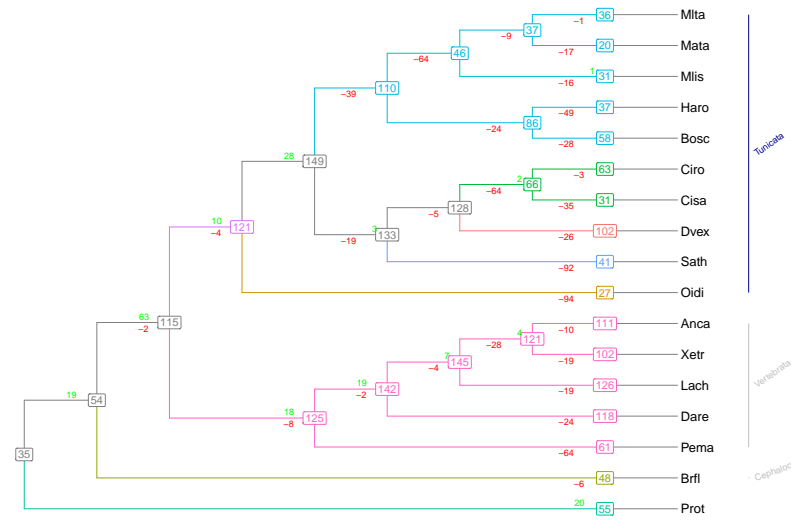 −1 36 Mlta
−9 37
−17 20 Mata
−64 46
1 −16 31 Mlis
−39 110
−49 37 Haro
−24 86
−28 58 Bosc
28 149
−3 63 Ciro
2 −64 66
−35 31 Cisa
−5 128
−26 102 Dvex
3 −19 133
10 −4 121
−92 41 Sath
−94 27 Oidi
Tunicata
63 −2 115
−10 111 Anca
4 −28 121
−19 102 Xetr
7 −4 145
−19 126 Lach
19 −2 142
−24 118 Dare
18 −8 125
−64 61 Pema
Vertebrata
19 54
35
−6 48 Brfl
Cephaloc
20 55 Prot